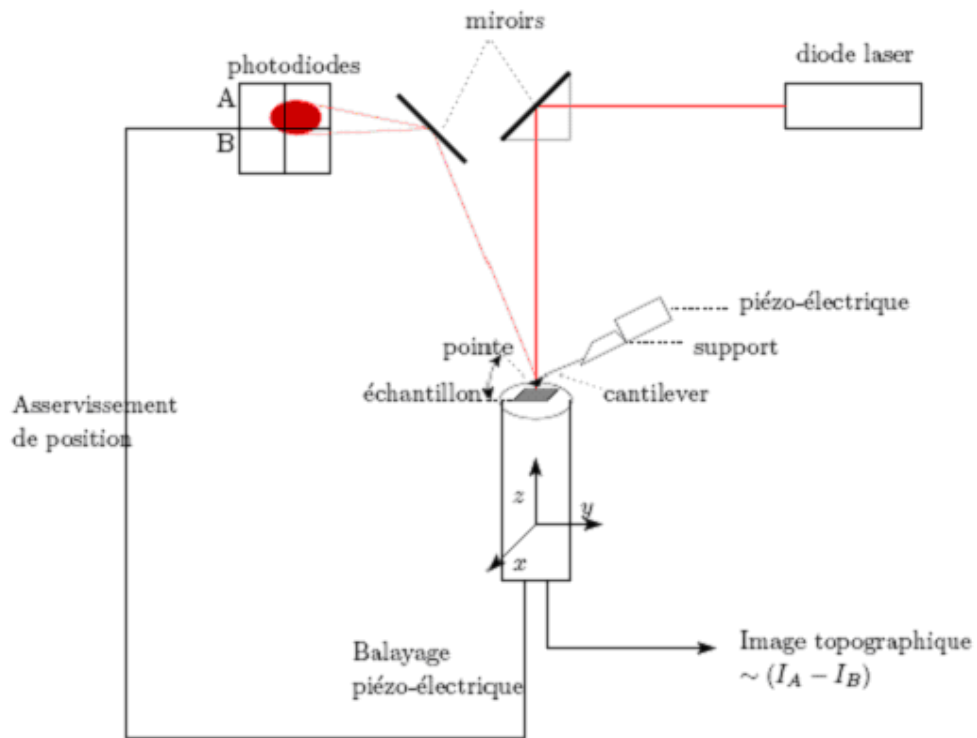 miroirs
diode laser
photodiodes
A
B
piézo-électrique
pointe
support
échantillon
cantilever
Asservissement
de position
z
y
x
Balayage
piézo-électrique
Image topographique
∼ (I_A − I_B)